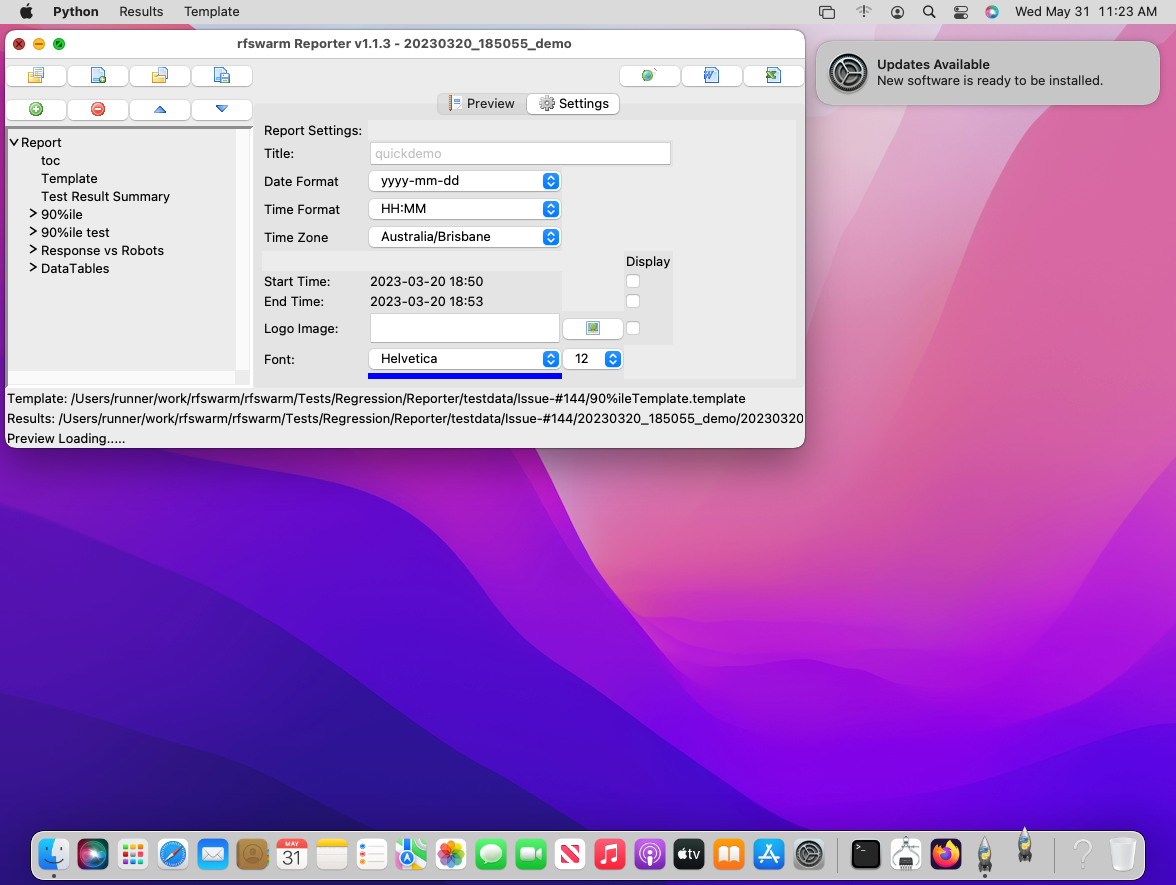 Python Results Template Wed May 31 11:23 AM
rfswarm Reporter v1.1.3 - 20230320_185055_demo
Updates Available
New software is ready to be installed.
Preview Settings
Report
toc
Template
Test Result Summary
90%ile
90%ile test
Response vs Robots
DataTables
Report Settings:
Title: quickdemo
Date Format yyyy-mm-dd
Time Format HH:MM
Time Zone Australia/Brisbane
Display
Start Time: 2023-03-20 18:50
End Time: 2023-03-20 18:53
Logo Image:
Font: Helvetica 12
Template: /Users/runner/work/rfswarm/rfswarm/Tests/Regression/Reporter/testdata/Issue-#144/90%ileTemplate.template
Results: /Users/runner/work/rfswarm/rfswarm/Tests/Regression/Reporter/testdata/Issue-#144/20230320_185055_demo/20230320
Preview Loading.....
MAY
31
tv